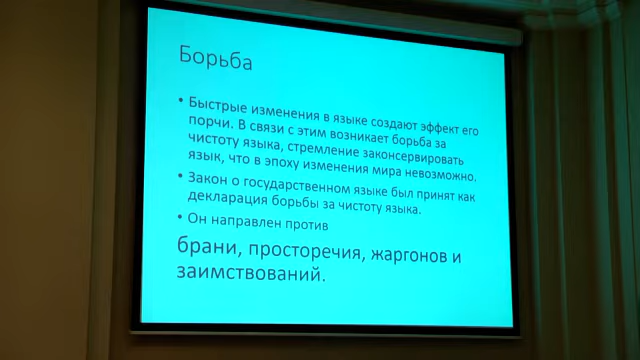 Борьба
• Быстрые изменения в языке создают эффект его
порчи. В связи с этим возникает борьба за
чистоту языка, стремление законсервировать
язык, что в эпоху изменения мира невозможно.
• Закон о государственном языке был принят как
декларация борьбы за чистоту языка.
• Он направлен против
брани, просторечия, жаргонов и
заимствований.